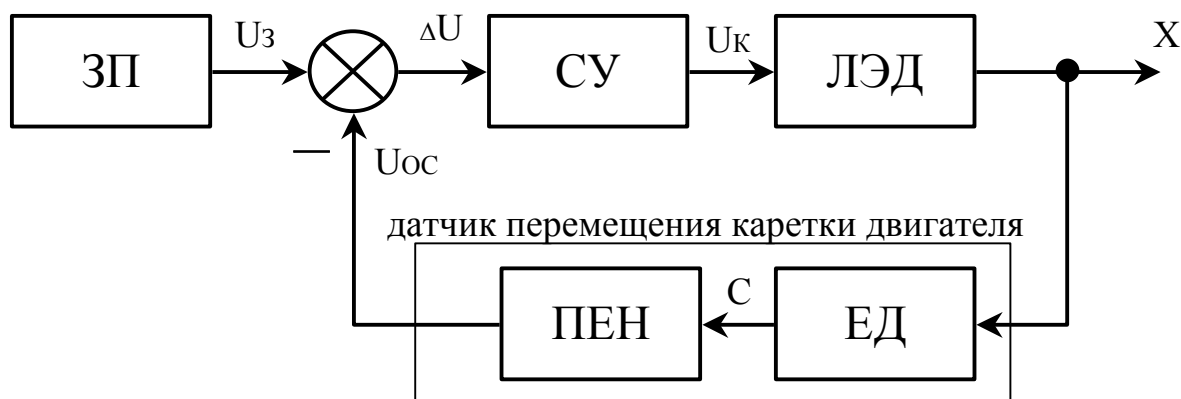 ЗП
Uз
ΔU
СУ
Uк
ЛЭД
X
—
Uос
датчик перемещения каретки двигателя
ПЕН
C
ЕД